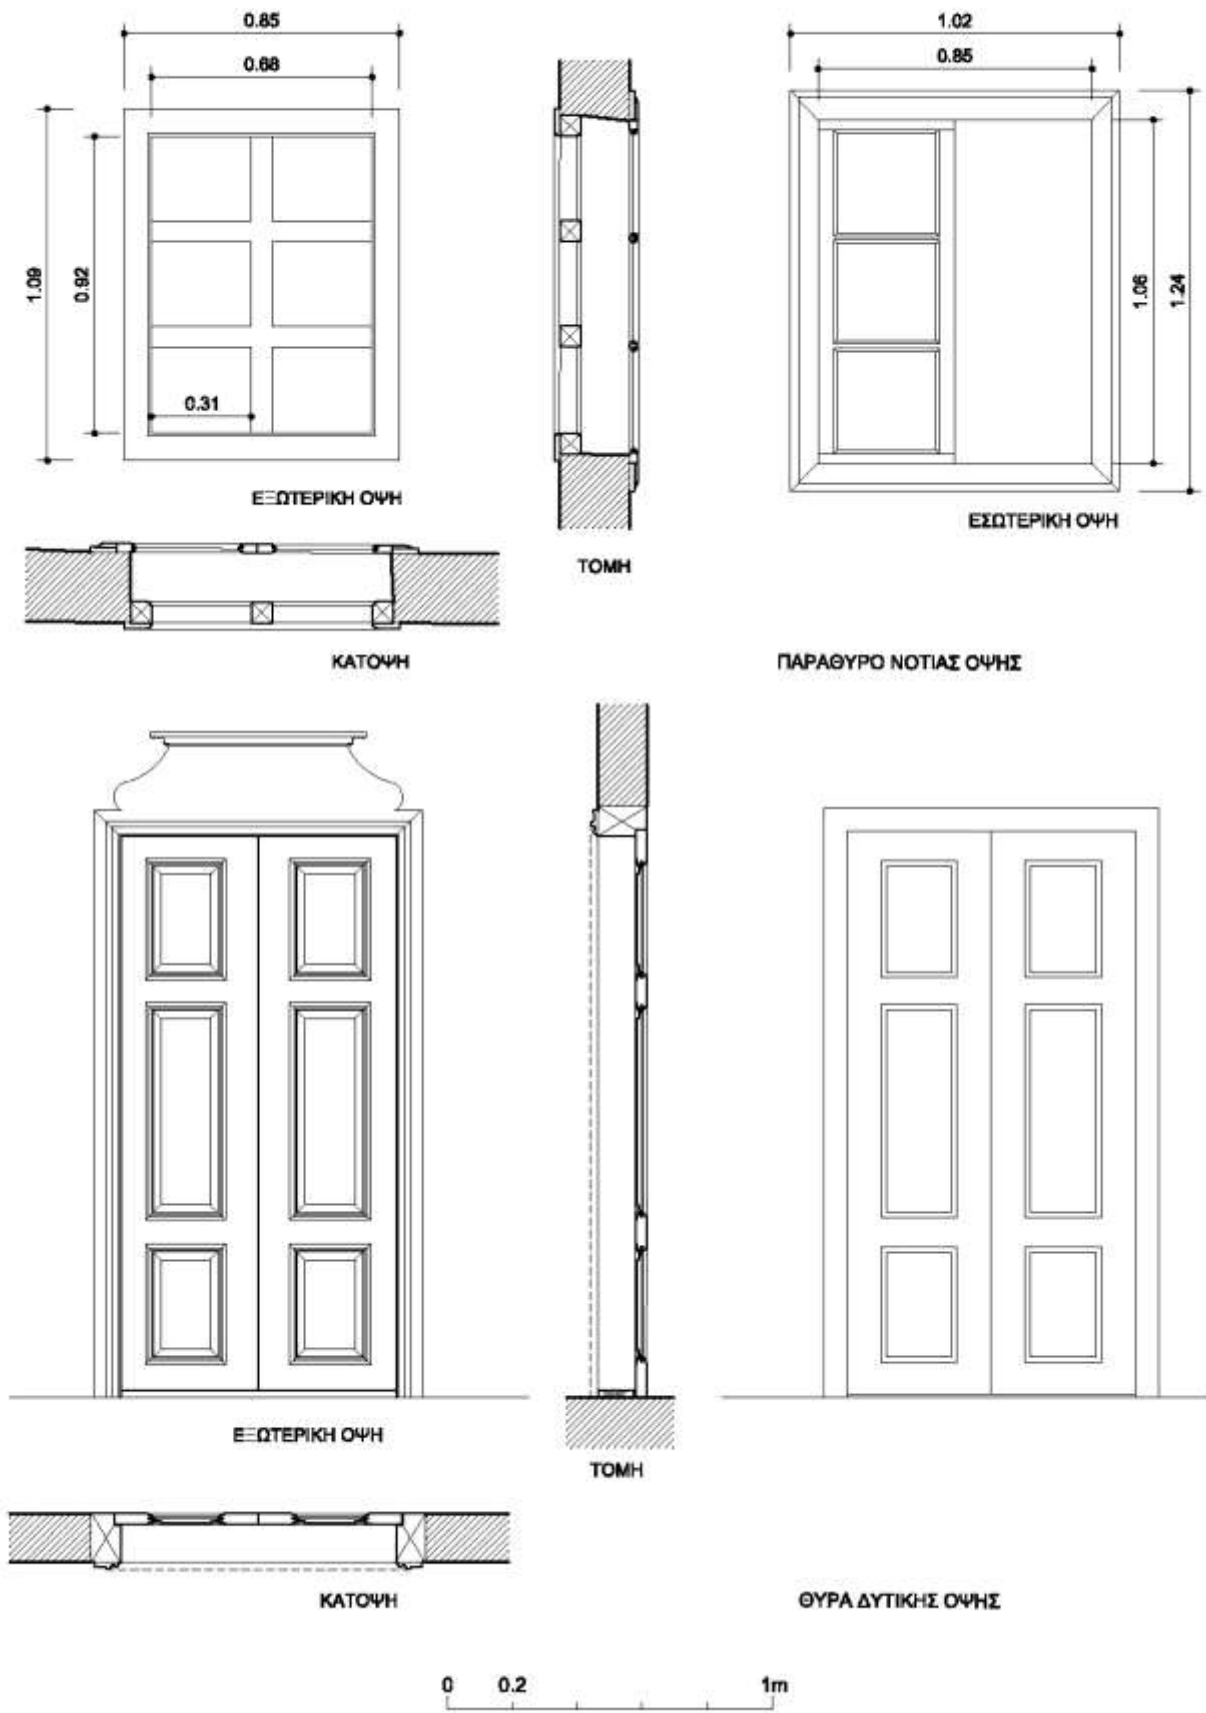 0.85
0.68
1.09
0.92
0.31
ΕΞΩΤΕΡΙΚΗ ΟΨΗ
ΤΟΜΗ
1.02
0.85
1.06
1.24
ΕΣΩΤΕΡΙΚΗ ΟΨΗ
ΚΑΤΟΨΗ
ΠΑΡΑΘΥΡΟ ΝΟΤΙΑΣ ΟΨΗΣ
ΕΞΩΤΕΡΙΚΗ ΟΨΗ
ΤΟΜΗ
ΚΑΤΟΨΗ
ΘΥΡΑ ΔΥΤΙΚΗΣ ΟΨΗΣ
0 0.2 1m